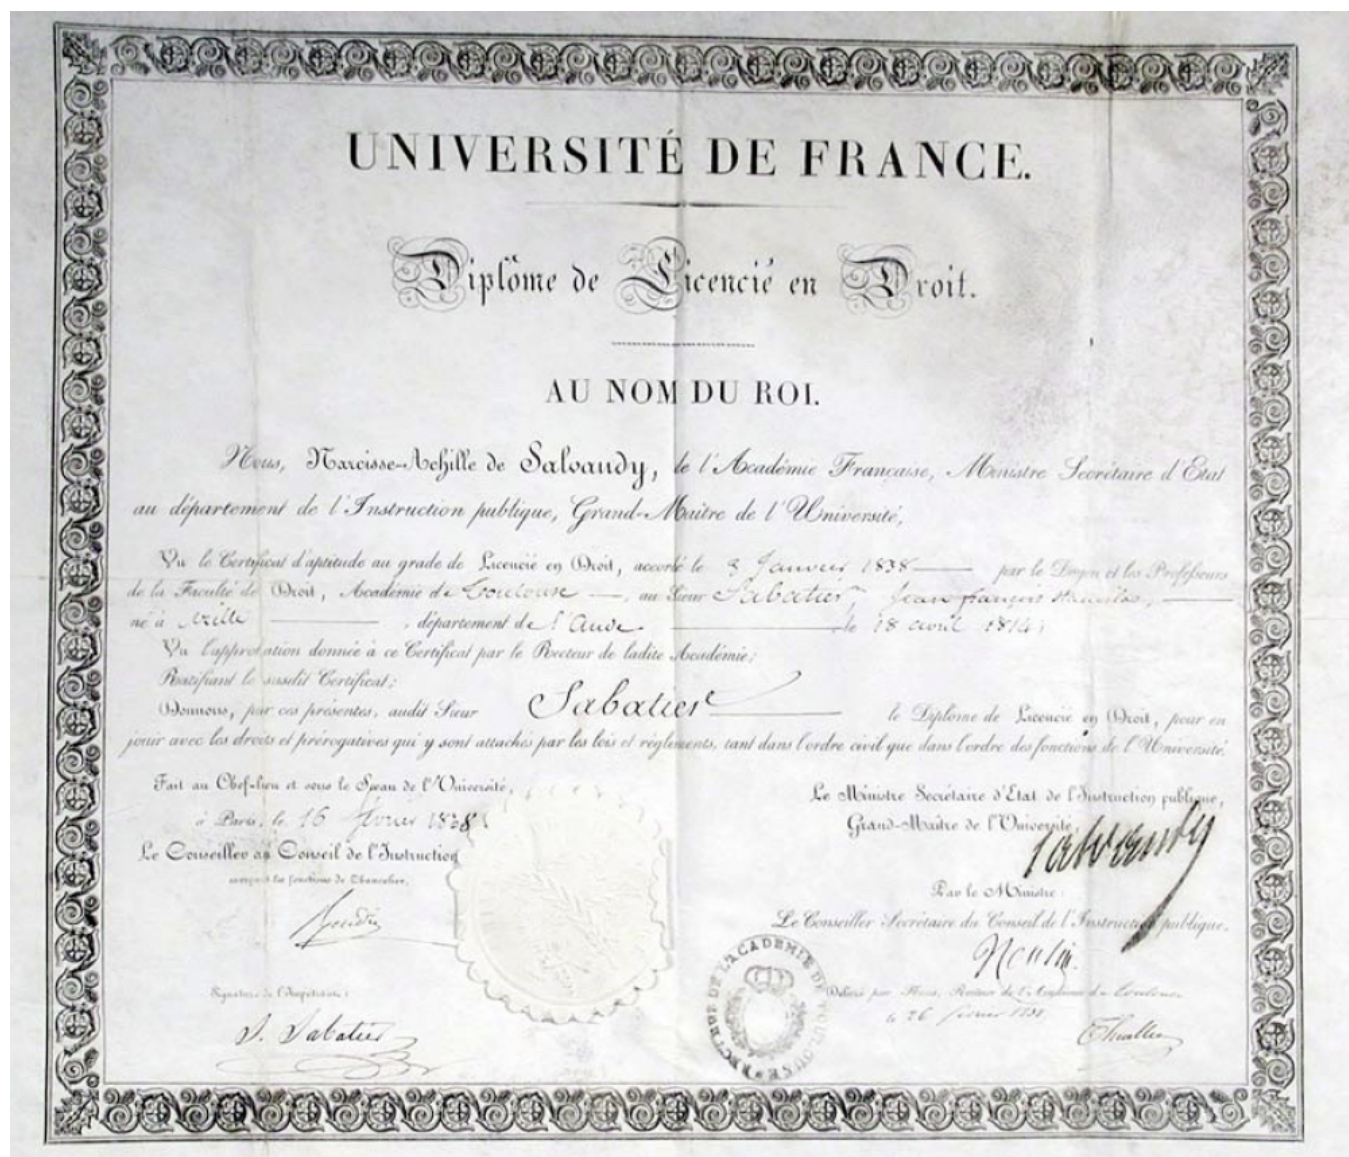 UNIVERSITÉ DE FRANCE.
Diplôme de Licencié en Droit.
AU NOM DU ROI.
Nous, Narcisse-Achille de Salvandy, de l'Académie Française, Ministre Secrétaire d'Etat
au département de l'Instruction publique, Grand-Maître de l'Université,
Vu le Certificat d'aptitude au grade de Licencié en Droit, accordé le 3 Janvier 1838 par le Doyen et les Professeurs
de la Faculté de Droit, Académie de Toulouse, au Sieur Sabatier, Jean françois Stanislas,
né à , département de l'Aude le 18 avril 1814;
Vu l'approbation donnée à ce Certificat par le Recteur de ladite Académie;
Ratifiant le susdit Certificat;
Donnons, par ces présentes, audit Sieur Sabatier le Diplôme de Licencié en Droit, pour en
jouir avec les droits et prérogatives qui y sont attachés par les lois et règlements, tant dans l'ordre civil que dans l'ordre des fonctions de l'Université.
Fait au Chef-lieu et sous le Sceau de l'Université,
à Paris, le 16 février 1838
Le Conseiller au Conseil de l'Instruction
exerçant les fonctions de Chancelier,
Le Ministre Secrétaire d'Etat de l'Instruction publique,
Grand-Maître de l'Université,
Salvandy
Par le Ministre:
Le Conseiller Secrétaire du Conseil de l'Instruction publique.
Signature de l'Impétrant:
J. Sabatier
RECTEUR DE L'ACADEMIE DE TOULOUSE
Délivré par Nous, Recteur de l'Académie de Toulouse
le 26 février 1838